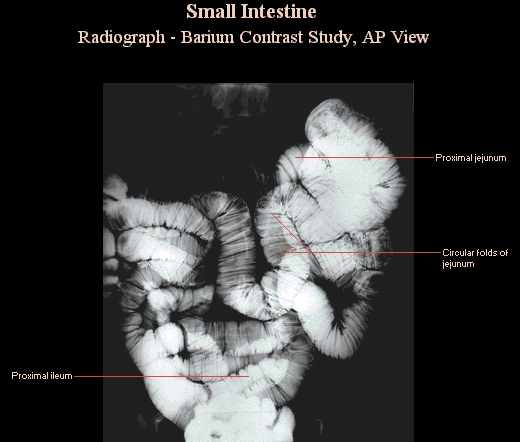 Small Intestine
Radiograph - Barium Contrast Study, AP View
Proximal jejunum
Circular folds of
jejunum
Proximal ileum